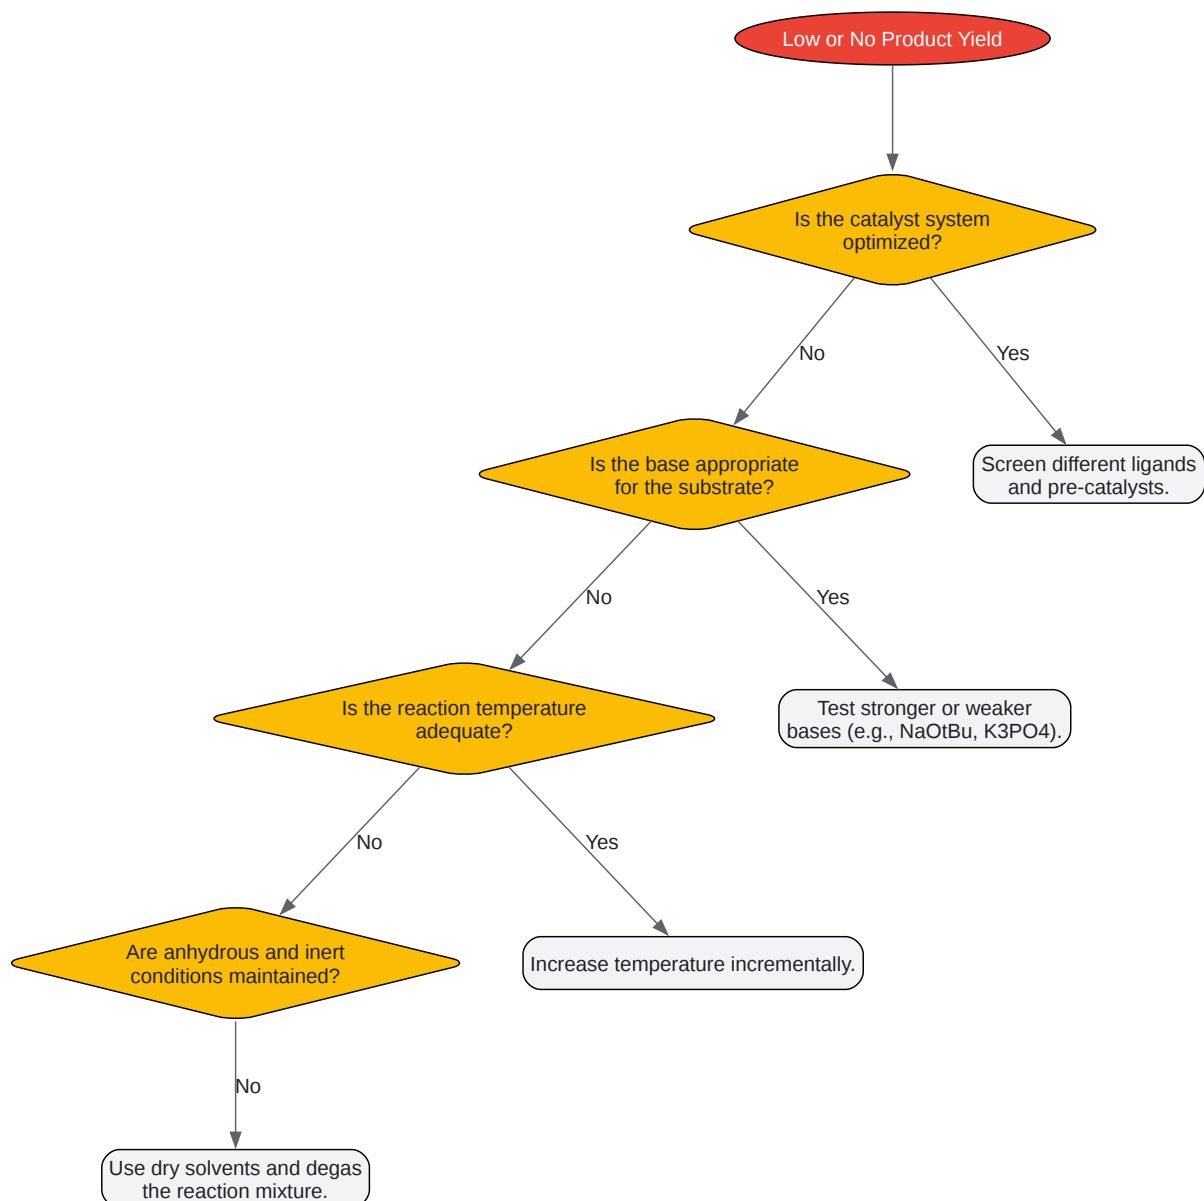 Low or No Product Yield
Is the catalyst system
optimized?
No
Yes
Is the base appropriate
for the substrate?
Screen different ligands
and pre-catalysts.
No
Yes
Is the reaction temperature
adequate?
Test stronger or weaker
bases (e.g., NaOtBu, K3PO4).
No
Yes
Are anhydrous and inert
conditions maintained?
Increase temperature incrementally.
No
Use dry solvents and degas
the reaction mixture.